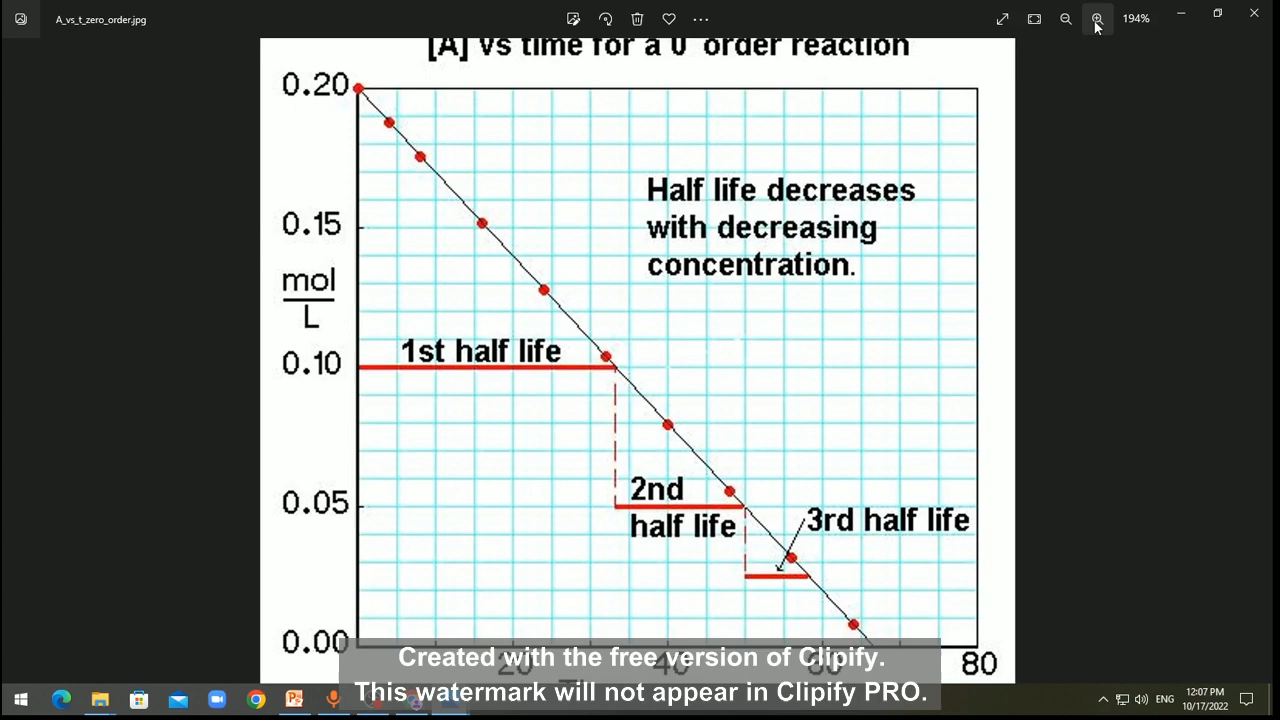 A_vs_t_zero_order.jpg
194%
[A] vs time for a 0 order reaction
0.20
0.15
mol
L
0.10
0.05
0.00
Half life decreases
with decreasing
concentration.
1st half life
2nd
half life
3rd half life
20
40
60
80
Created with the free version of Clipify.
This watermark will not appear in Clipify PRO.
ENG
12:07 PM
10/17/2022